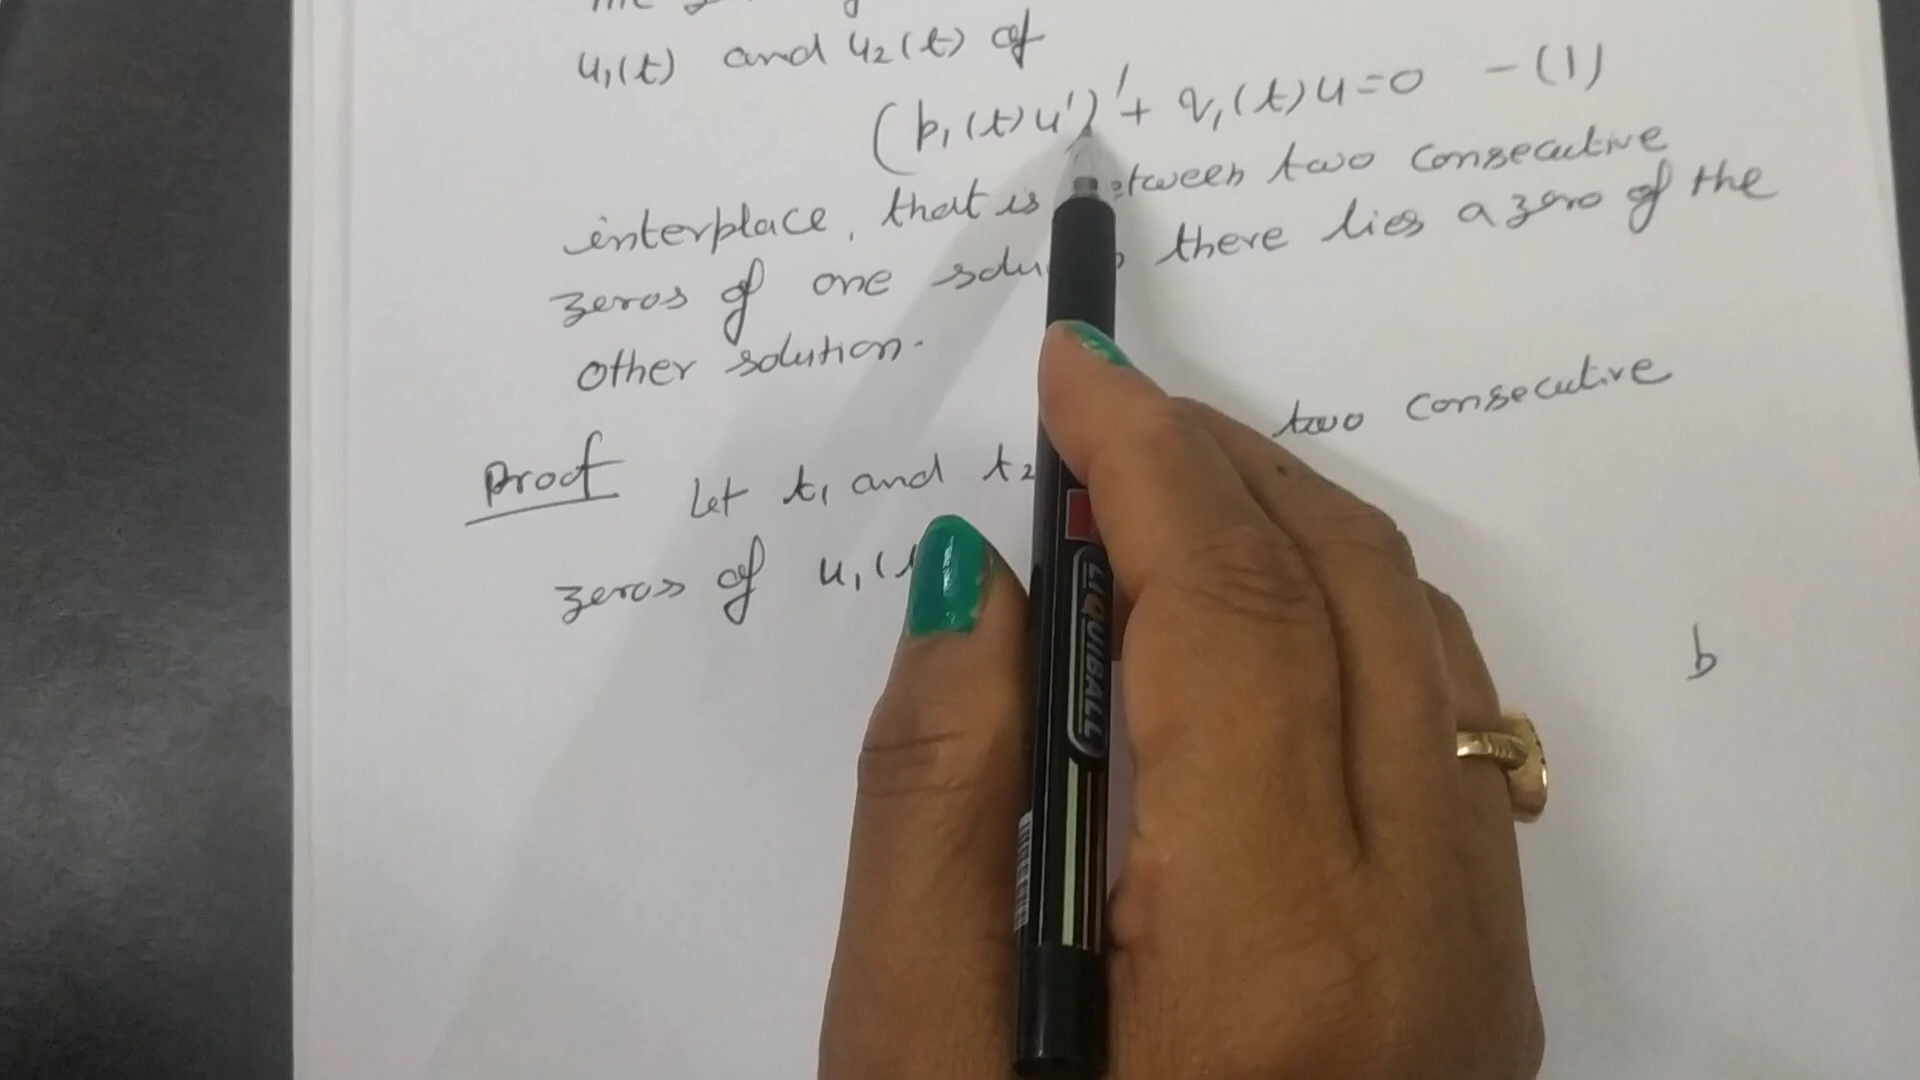 u₁(t) and u₂(t) of
(p₁(t)u')' + q₁(t)u=0 -(1)
interplace, that is between two consecutive
zeros of one there lies a zero of the
other solution.
Proof Let t₁ and t₂ two consecutive
zeros of u₁(
b
LIQUIBALL